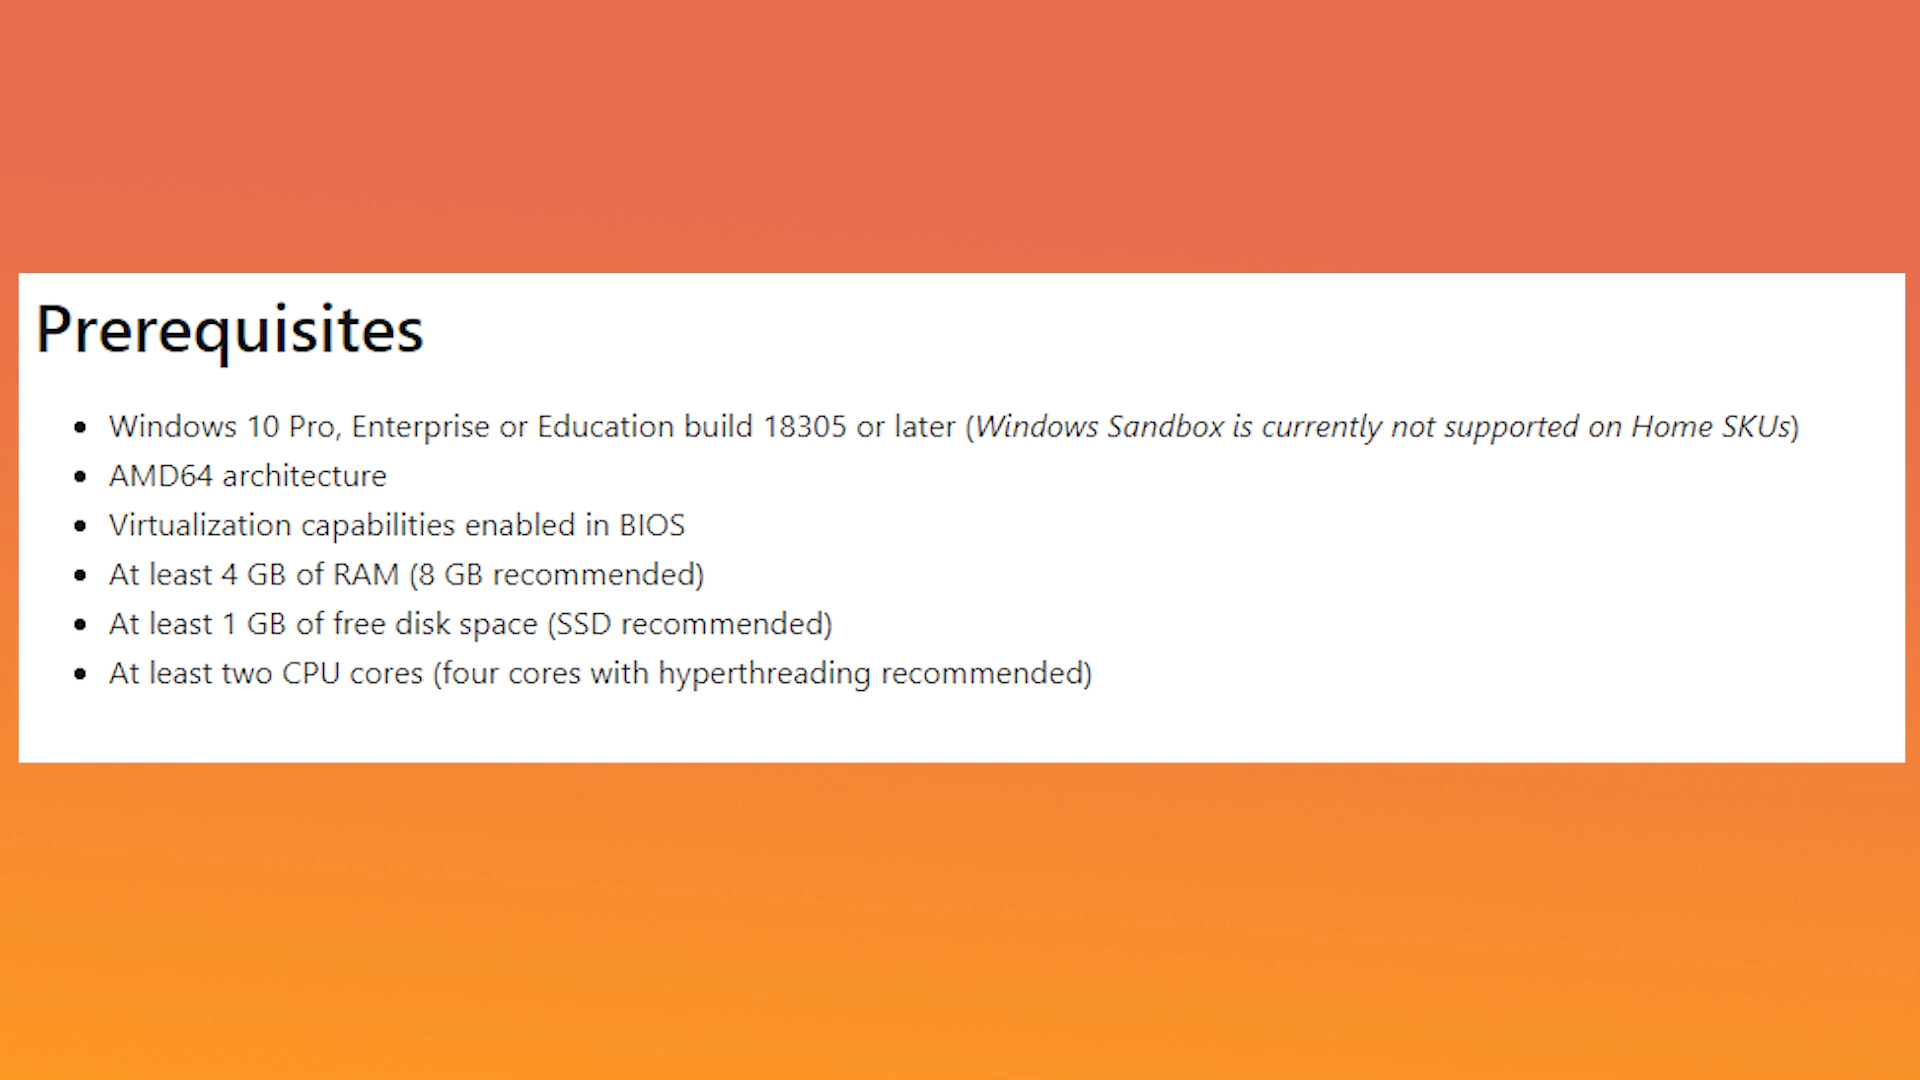 Prerequisites
• Windows 10 Pro, Enterprise or Education build 18305 or later (Windows Sandbox is currently not supported on Home SKUs)
• AMD64 architecture
• Virtualization capabilities enabled in BIOS
• At least 4 GB of RAM (8 GB recommended)
• At least 1 GB of free disk space (SSD recommended)
• At least two CPU cores (four cores with hyperthreading recommended)